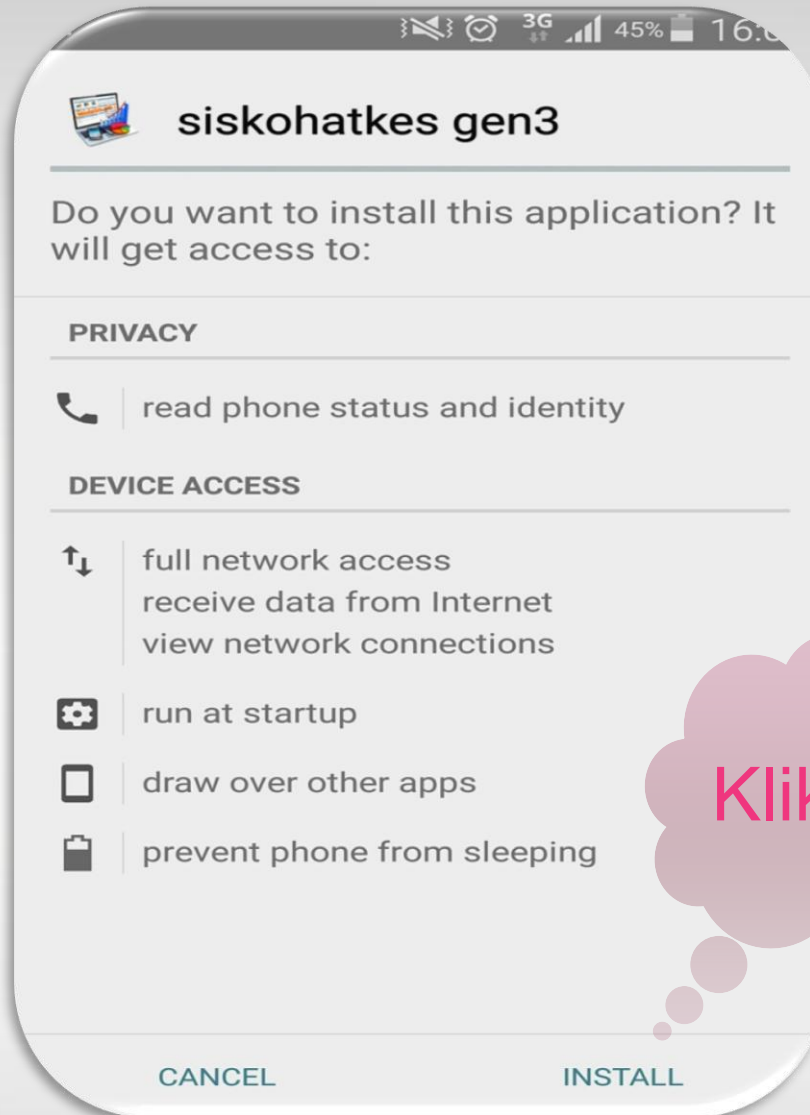 3G 45%
siskohatkes gen3
Do you want to install this application? It
will get access to:
PRIVACY
read phone status and identity
DEVICE ACCESS
full network access
receive data from Internet
view network connections
run at startup
draw over other apps
prevent phone from sleeping
CANCEL INSTALL